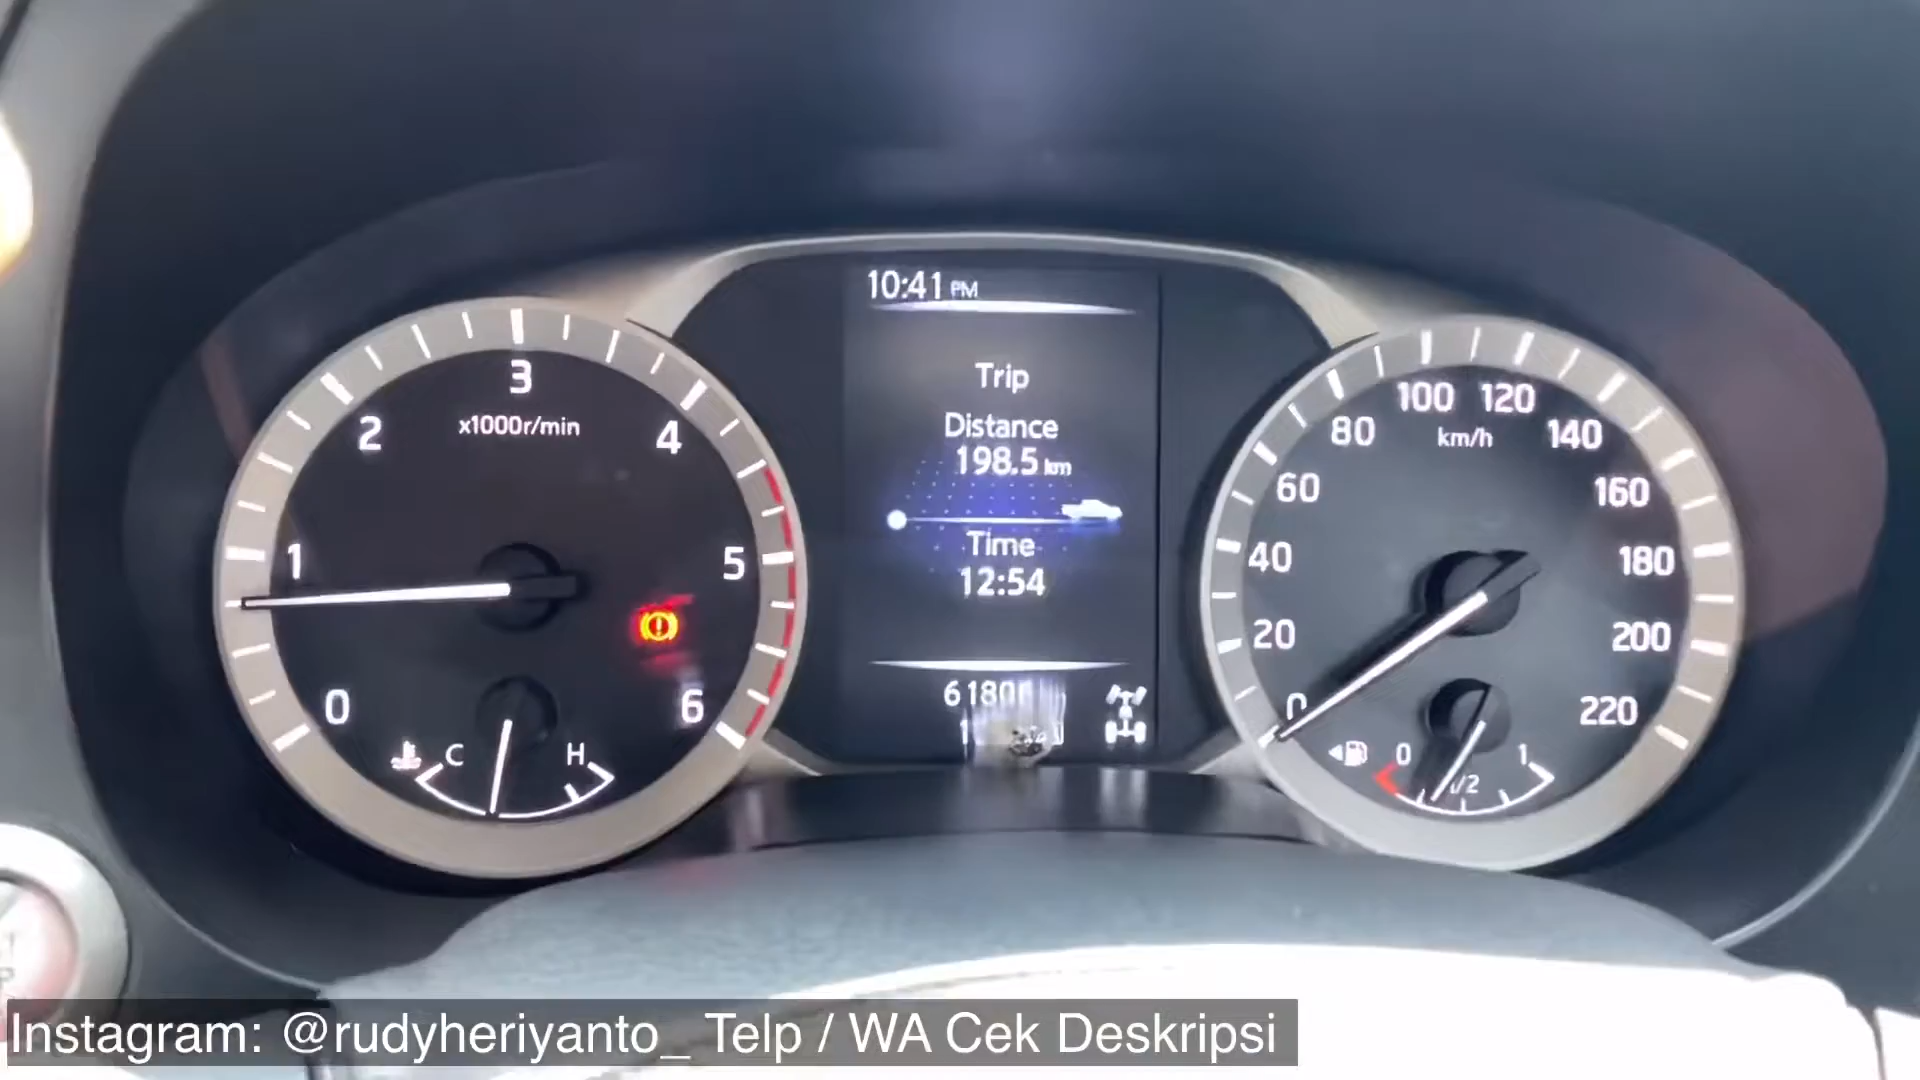 10:41 PM
Trip
Distance
198.5 km
Time
12:54
0
1
2
3
4
5
6
x1000r/min
C
H
0
20
40
60
80
100
120
140
160
180
200
220
km/h
0
1/2
1
Instagram: @rudyheriyanto_ Telp / WA Cek Deskripsi